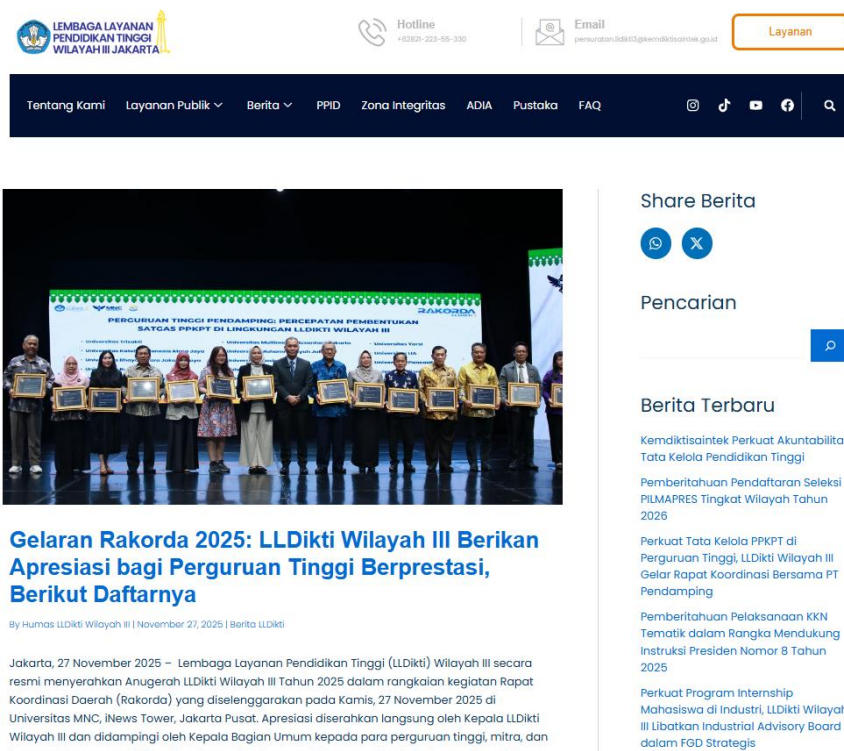 LEMBAGA LAYANAN
PENDIDIKAN TINGGI
WILAYAH III JAKARTA
Hotline
+62821-223-55-330
Email
persuratan.lldikti3@kemdiktisaintek.go.id
Layanan
Tentang Kami
Layanan Publik
Berita
PPID
Zona Integritas
ADIA
Pustaka
FAQ
MNC
RAKORDA
PERGURUAN TINGGI PENDAMPING: PERCEPATAN PEMBENTUKAN
SATGAS PPKPT DI LINGKUNGAN LLDIKTI WILAYAH III
Universitas Trisakti
Universitas Yarsi
Gelaran Rakorda 2025: LLDikti Wilayah III Berikan
Apresiasi bagi Perguruan Tinggi Berprestasi,
Berikut Daftarnya
By Humas LLDikti Wilayah III | November 27, 2025 | Berita LLDikti
Jakarta, 27 November 2025 – Lembaga Layanan Pendidikan Tinggi (LLDikti) Wilayah III secara
resmi menyerahkan Anugerah LLDikti Wilayah III Tahun 2025 dalam rangkaian kegiatan Rapat
Koordinasi Daerah (Rakorda) yang diselenggarakan pada Kamis, 27 November 2025 di
Universitas MNC, iNews Tower, Jakarta Pusat. Apresiasi diserahkan langsung oleh Kepala LLDikti
Wilayah III dan didampingi oleh Kepala Bagian Umum kepada para perguruan tinggi, mitra, dan
Share Berita
Pencarian
Berita Terbaru
Kemdiktisaintek Perkuat Akuntabilita
Tata Kelola Pendidikan Tinggi
Pemberitahuan Pendaftaran Seleksi
PILMAPRES Tingkat Wilayah Tahun
2026
Perkuat Tata Kelola PPKPT di
Perguruan Tinggi, LLDikti Wilayah III
Gelar Rapat Koordinasi Bersama PT
Pendamping
Pemberitahuan Pelaksanaan KKN
Tematik dalam Rangka Mendukung
Instruksi Presiden Nomor 8 Tahun
2025
Perkuat Program Internship
Mahasiswa di Industri, LLDikti Wilayah
III Libatkan Industrial Advisory Board
dalam FGD Strategis